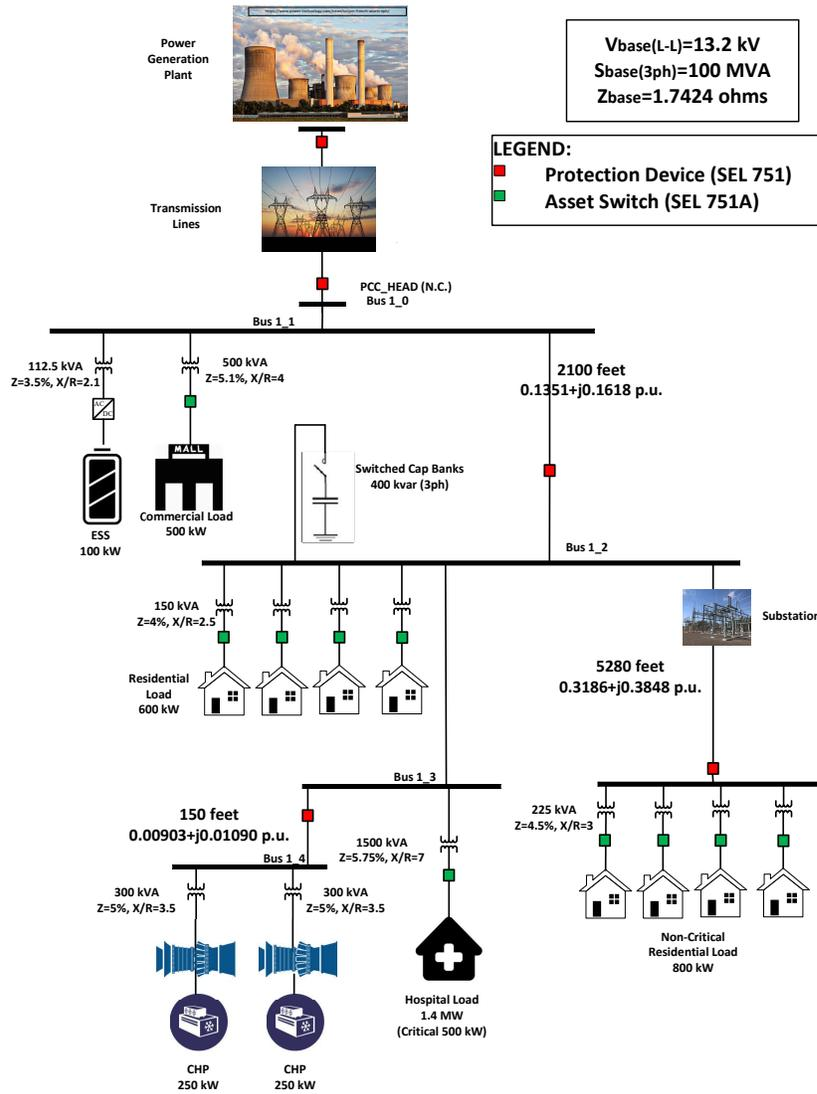 https://www.power-technology.com/
Power
Generation
Plant
Vbase(L-L)=13.2 kV
Sbase(3ph)=100 MVA
Zbase=1.7424 ohms
LEGEND:
Protection Device (SEL 751)
Asset Switch (SEL 751A)
Transmission
Lines
PCC_HEAD (N.C.)
Bus 1_0
Bus 1_1
112.5 kVA
Z=3.5%, X/R=2.1
500 kVA
Z=5.1%, X/R=4
2100 feet
0.1351+j0.1618 p.u.
AC
DC
MALL
ESS
100 kW
Commercial Load
500 kW
Switched Cap Banks
400 kvar (3ph)
Bus 1_2
150 kVA
Z=4%, X/R=2.5
Substation
Residential
Load
600 kW
5280 feet
0.3186+j0.3848 p.u.
Bus 1_3
150 feet
0.00903+j0.01090 p.u.
1500 kVA
Z=5.75%, X/R=7
225 kVA
Z=4.5%, X/R=3
Bus 1_4
300 kVA
Z=5%, X/R=3.5
300 kVA
Z=5%, X/R=3.5
Non-Critical
Residential Load
800 kW
Hospital Load
1.4 MW
(Critical 500 kW)
CHP
250 kW
CHP
250 kW